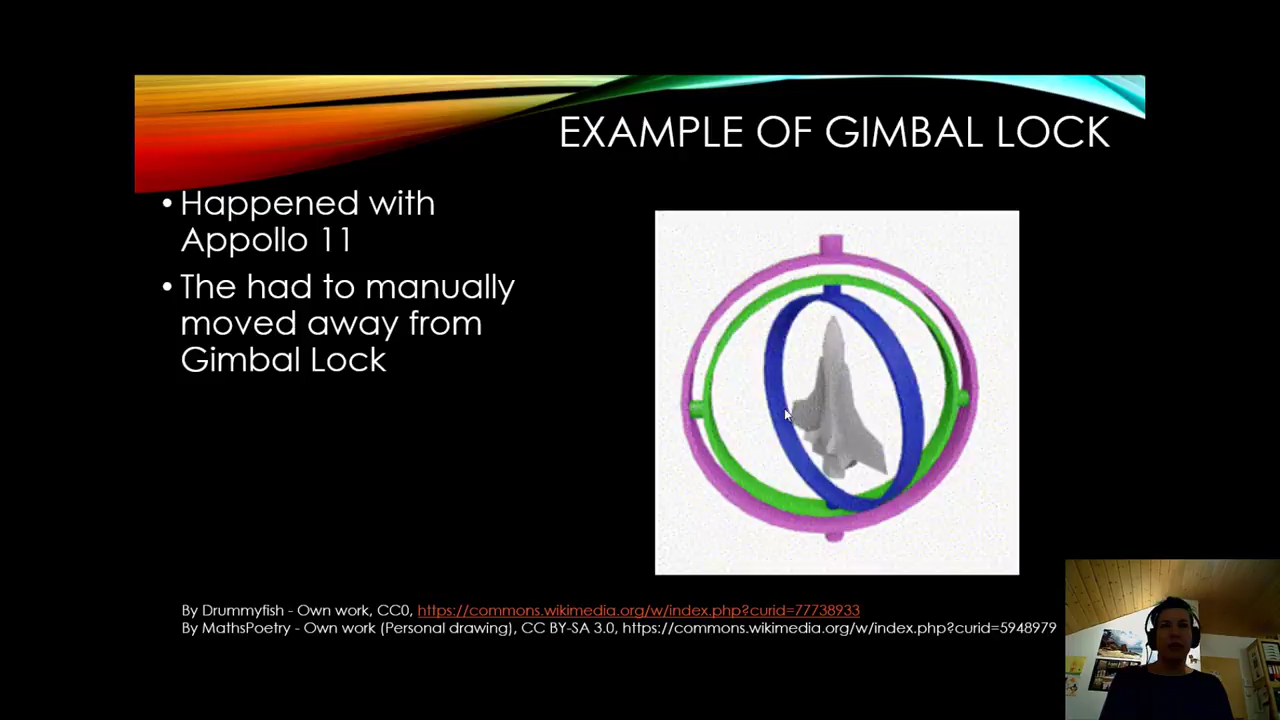 EXAMPLE OF GIMBAL LOCK
• Happened with
Appollo 11
• The had to manually
moved away from
Gimbal Lock
By Drummyfish - Own work, CC0, https://commons.wikimedia.org/w/index.php?curid=77738933
By MathsPoetry - Own work (Personal drawing), CC BY-SA 3.0, https://commons.wikimedia.org/w/index.php?curid=5948979